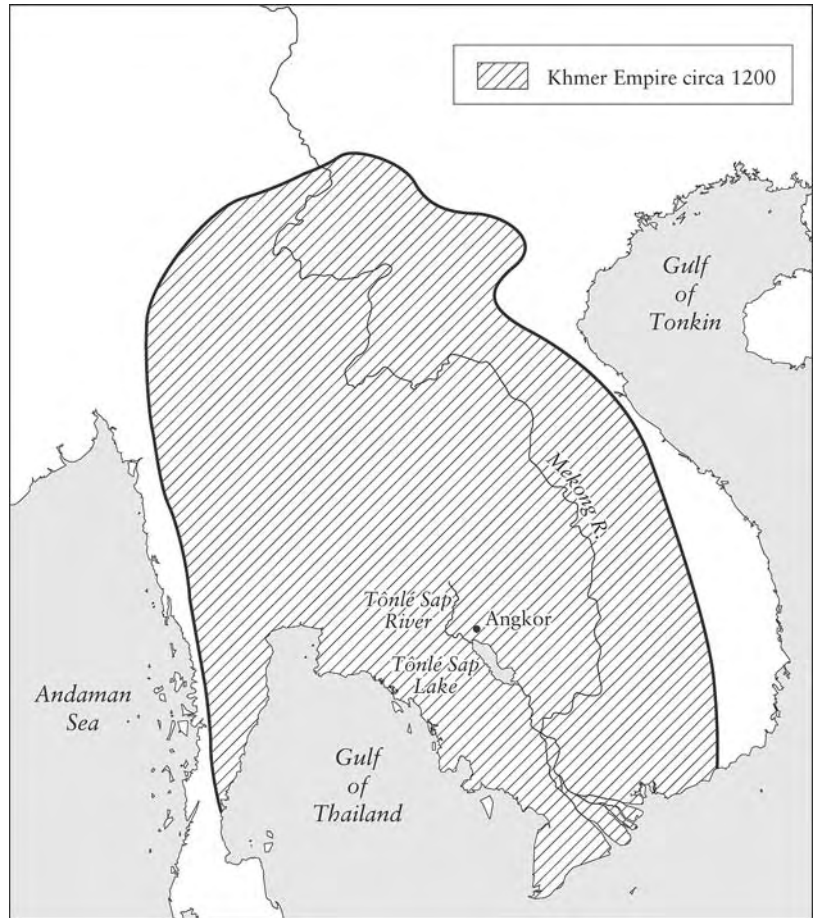 Khmer Empire circa 1200
Gulf
of
Tonkin
Mekong R.
Tônlé Sap
River
Angkor
Tônlé Sap
Lake
Andaman
Sea
Gulf
of
Thailand